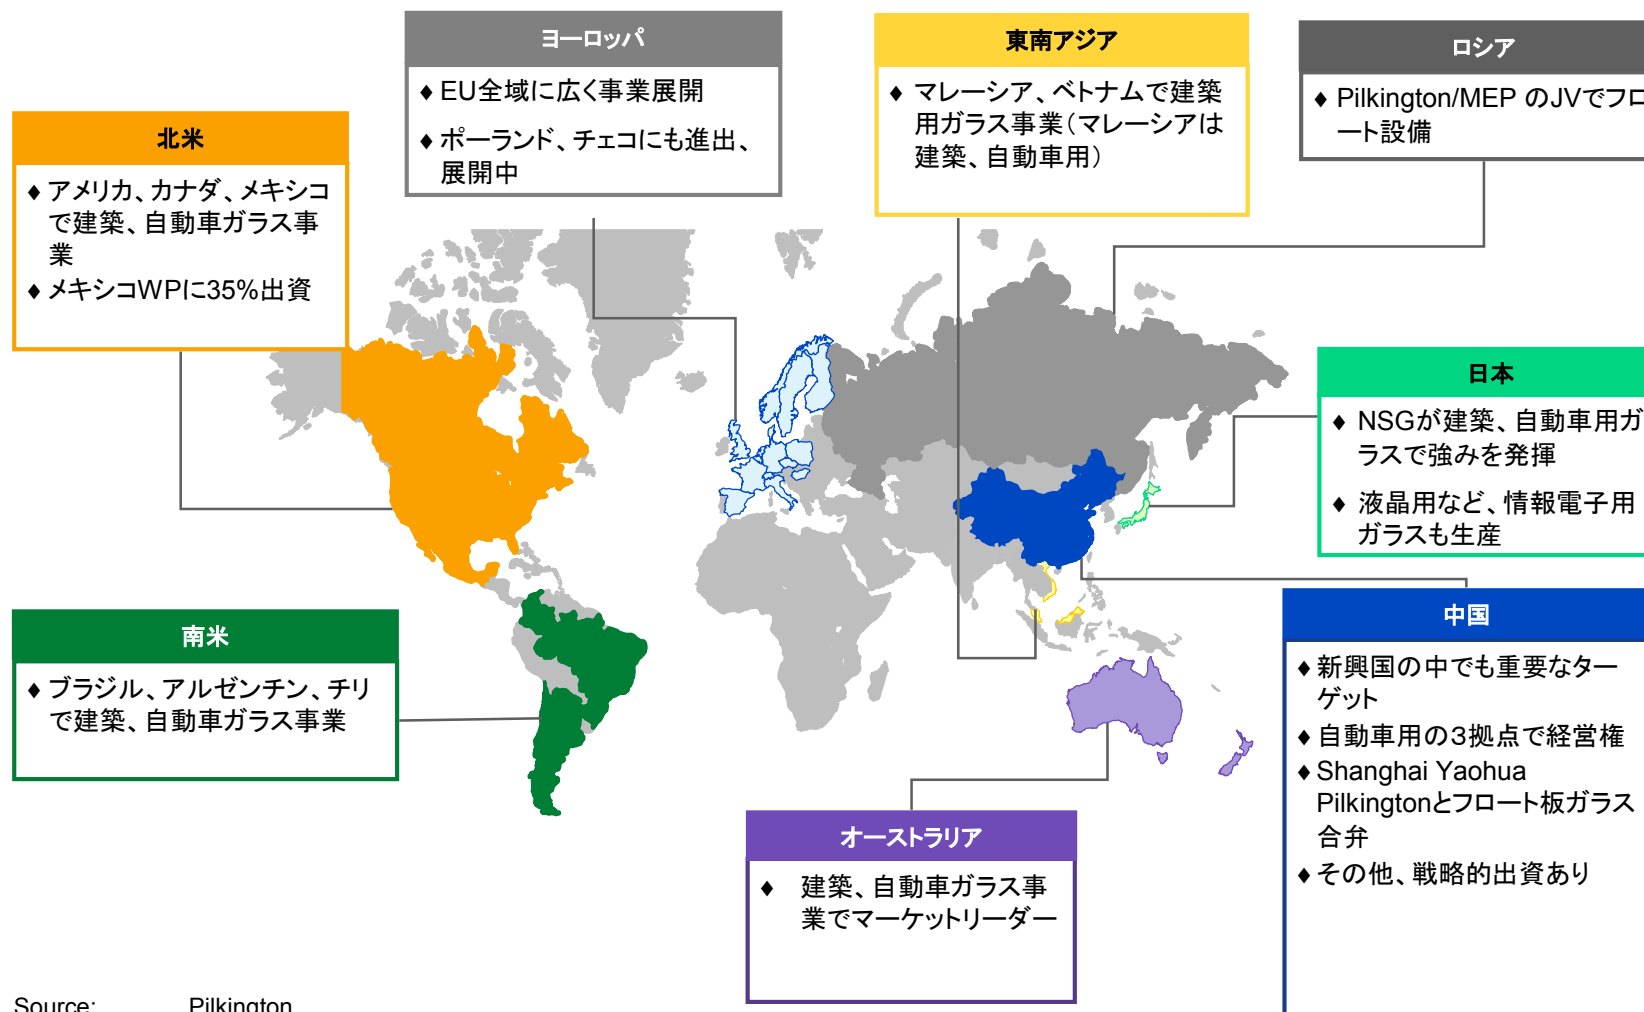 ヨーロッパ
◆EU全域に広く事業展開
◆ポーランド、チェコにも進出、
展開中
東南アジア
◆ マレーシア、ベトナムで建築
用ガラス事業（マレーシアは
建築、自動車用）
ロシア
◆ Pilkington/MEP のJVでフロ
ート設備
北米
◆アメリカ、カナダ、メキシコ
で建築、自動車ガラス事
業
◆メキシコWPに35%出資
日本
◆ NSGが建築、自動車用ガ
ラスで強みを発揮
◆ 液晶用など、情報電子用
ガラスも生産
南米
◆ブラジル、アルゼンチン、チリ
で建築、自動車ガラス事業
中国
◆新興国の中でも重要なター
ゲット
◆自動車用の３拠点で経営権
◆Shanghai Yaohua
Pilkingtonとフロート板ガラス
合弁
◆その他、戦略的出資あり
オーストラリア
◆ 建築、自動車ガラス事
業でマーケットリーダー
Source: Pilkington